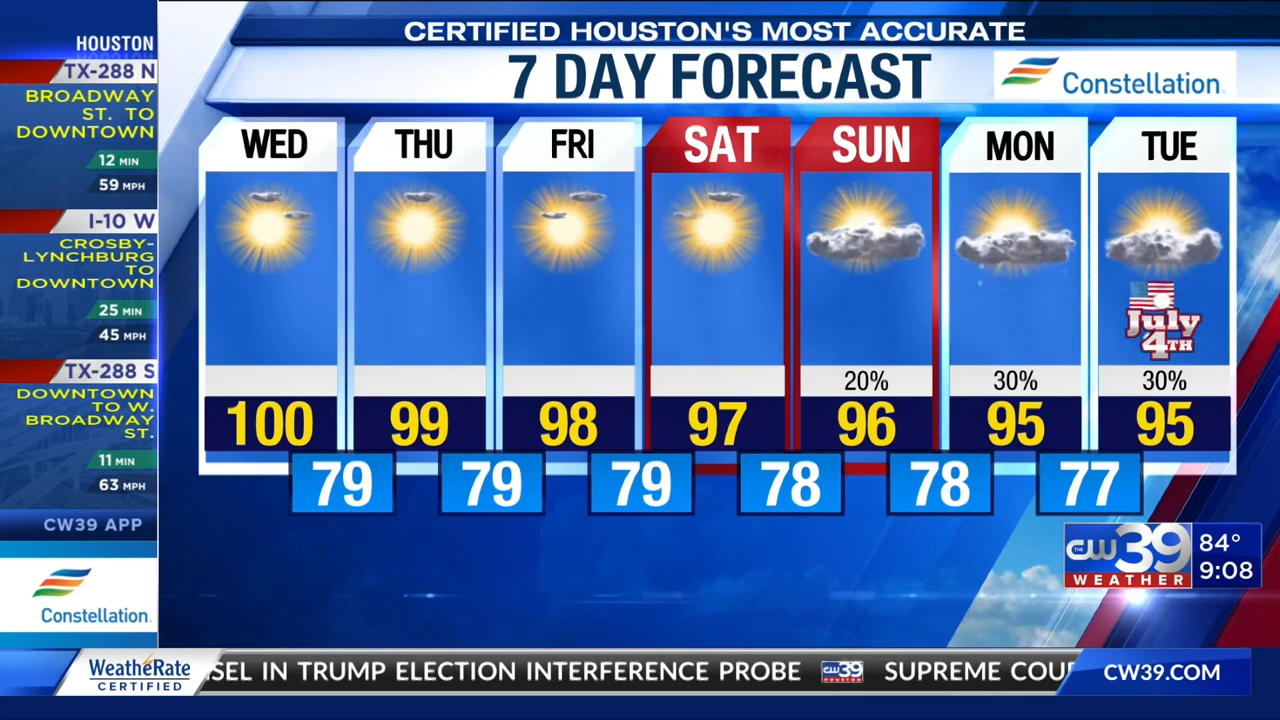 HOUSTON
TX-288 N
BROADWAY
ST. TO
DOWNTOWN
12 MIN
59 MPH
I-10 W
CROSBY-
LYNCHBURG
TO
DOWNTOWN
25 MIN
45 MPH
TX-288 S
DOWNTOWN
TO W.
BROADWAY
ST.
11 MIN
63 MPH
CW39 APP
Constellation.
CERTIFIED HOUSTON'S MOST ACCURATE
7 DAY FORECAST
Constellation.
WED THU FRI SAT SUN MON TUE
July
4TH
20% 30% 30%
100 99 98 97 96 95 95
79 79 79 78 78 77
THE CW 39
WEATHER
84°
9:08
WeatheRate
CERTIFIED
SEL IN TRUMP ELECTION INTERFERENCE PROBE CW39 HOUSTON SUPREME COU
CW39.COM